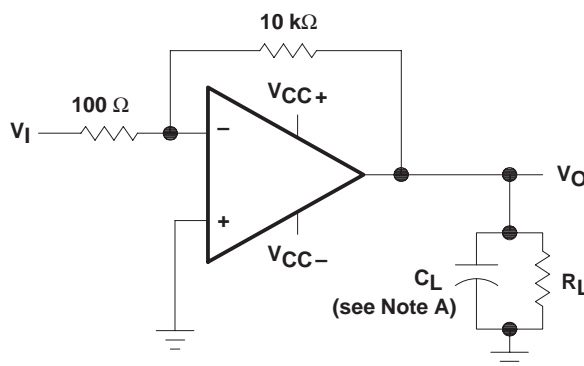 10 kΩ
VCC+
100 Ω
VI
−
+
VO
VCC−
CL
RL
(see Note A)